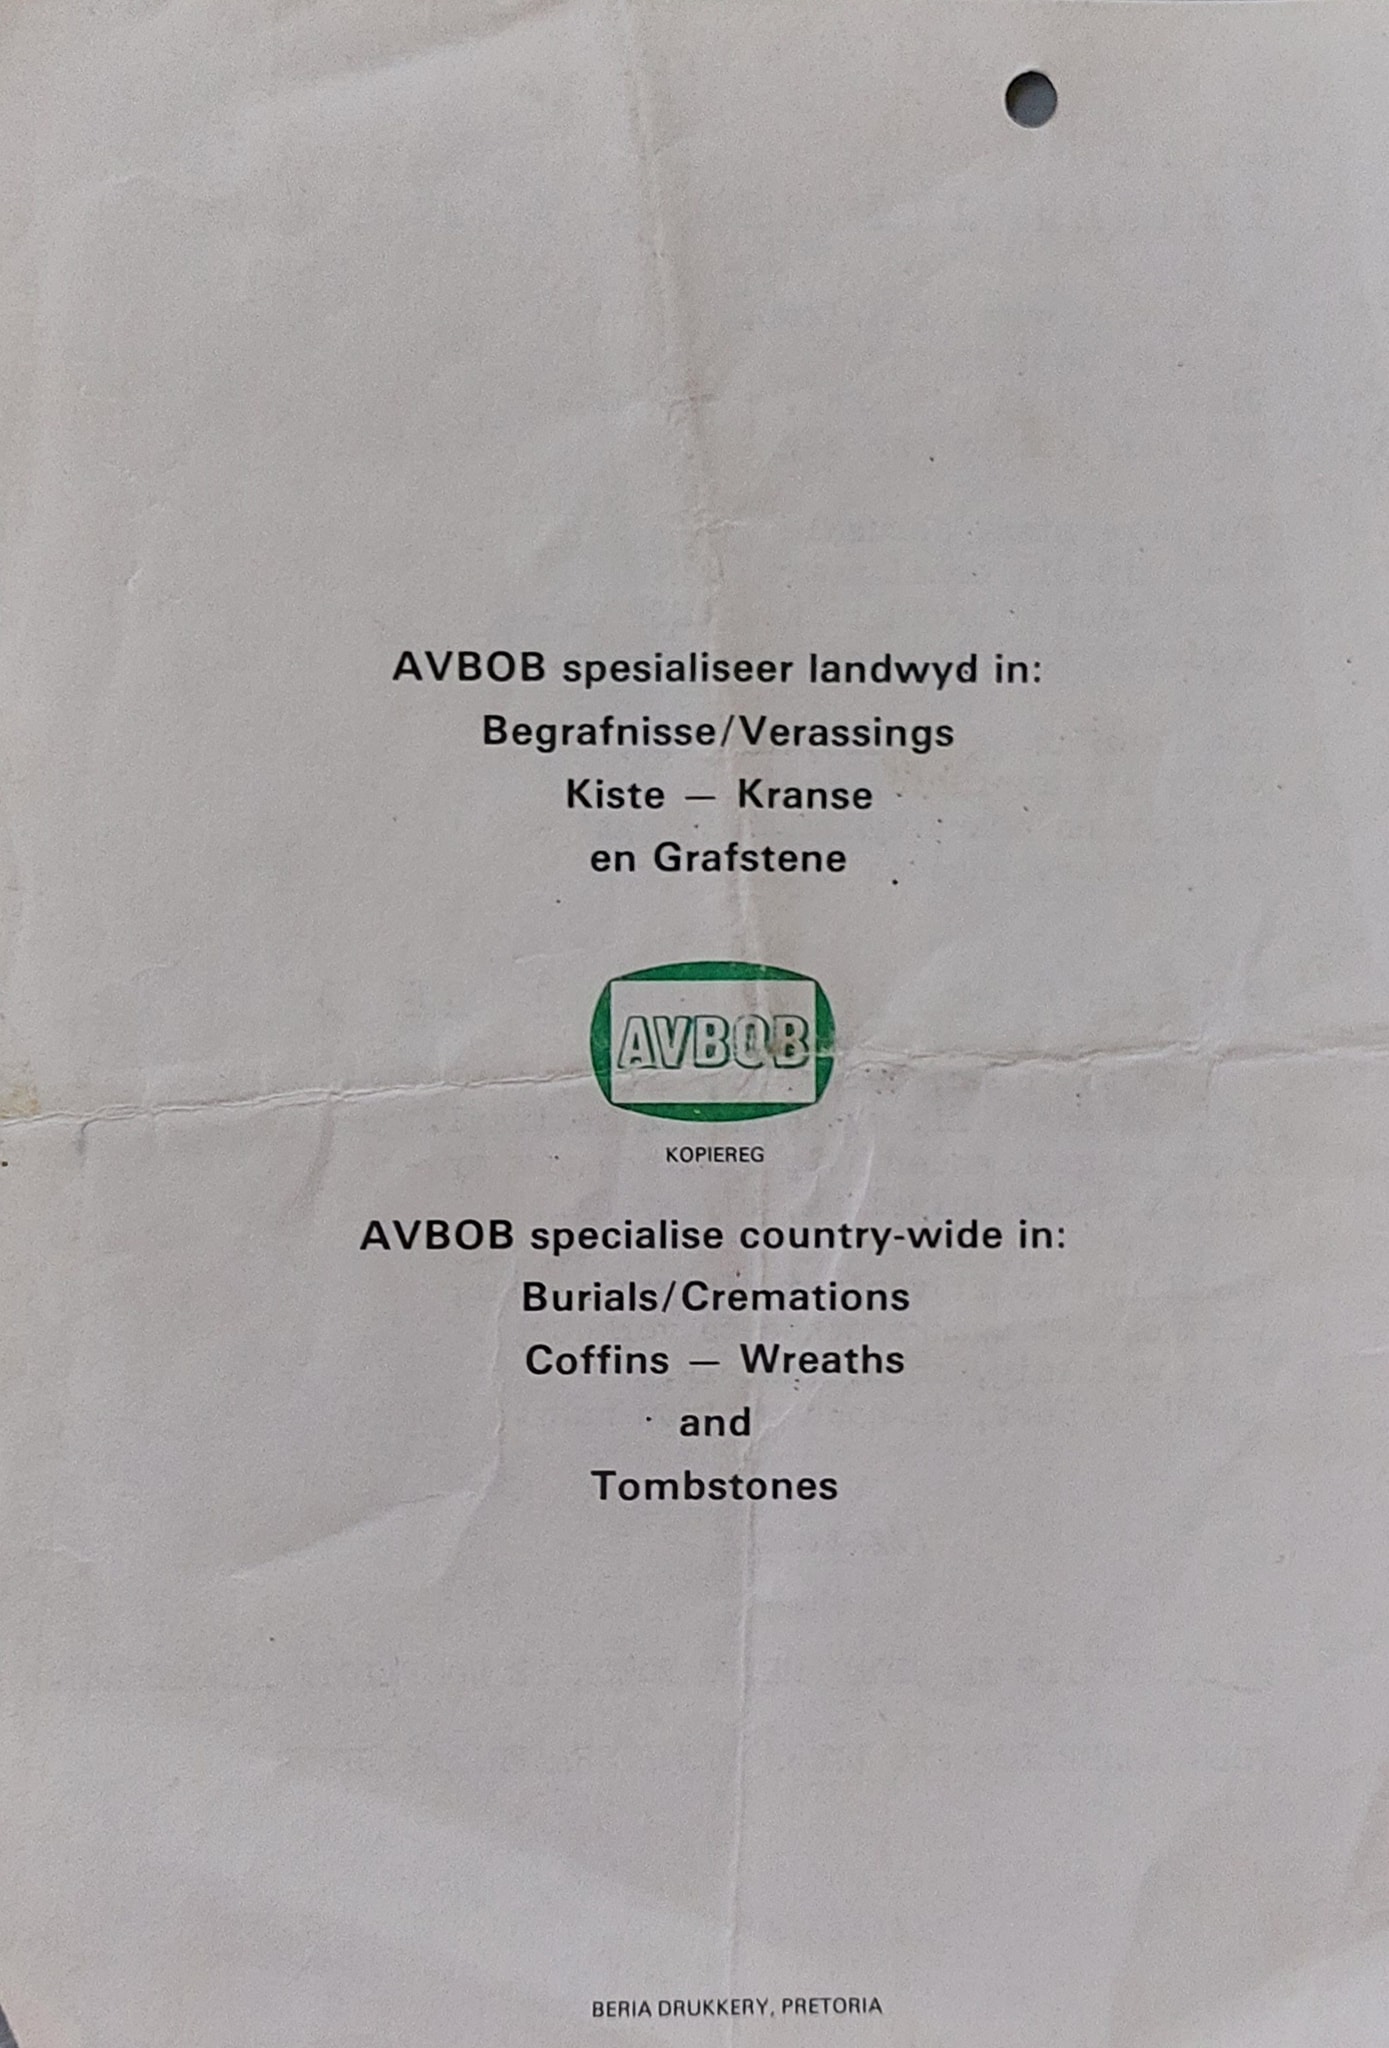 AVBOB spesialiseer landwyd in:
Begrafnisse/Verassings
Kiste — Kranse
en Grafstene
AVBOB
KOPIEREG
AVBOB specialise country-wide in:
Burials/Cremations
Coffins — Wreaths
and
Tombstones
BERIA DRUKKERY, PRETORIA